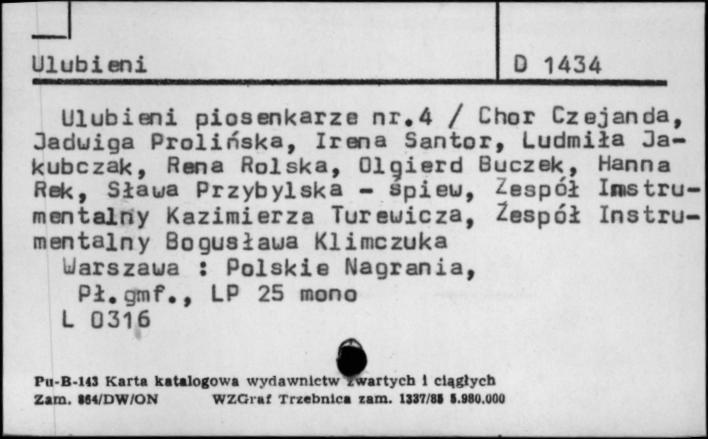 Ulubieni D 1434
Ulubieni piosenkarze nr.4 / Chor Czejanda,
Jadwiga Prolińska, Irena Santor, Ludmiła Ja-
kubczak, Rena Rolska, Olgierd Buczek, Hanna
Rek, Sława Przybylska - śpiew, Zespół Instru-
mentalny Kazimierza Turewicza, Zespół Instru-
mentalny Bogusława Klimczuka
Warszawa : Polskie Nagrania,
Pł.gmf., LP 25 mono
L 0316
Pu-B-143 Karta katalogowa wydawnictw zwartych i ciągłych
Zam. 864/DW/ON WZGraf Trzebnica zam. 1337/85 5.980.000